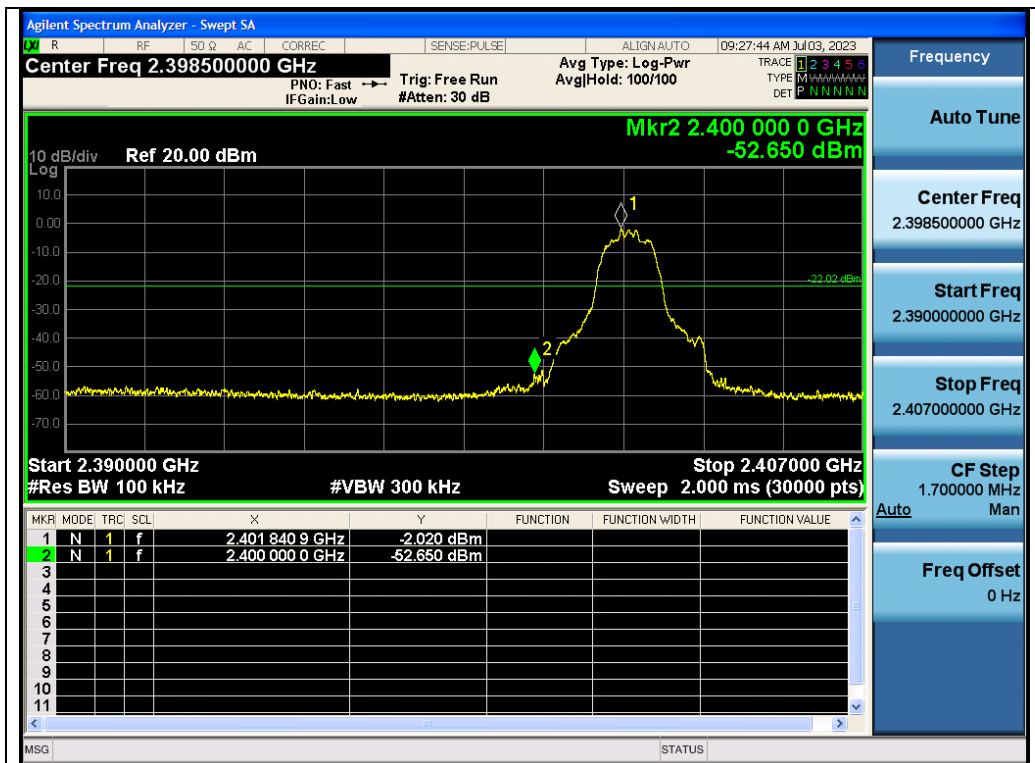 Agilent Spectrum Analyzer - Swept SA
LXI R RF 50 Ω AC CORREC SENSE:PULSE ALIGN AUTO 09:27:44 AM Jul 03, 2023
Center Freq 2.398500000 GHz
PNO: Fast
IFGain:Low
Trig: Free Run
#Atten: 30 dB
Avg Type: Log-Pwr
Avg|Hold: 100/100
TRACE 1 2 3 4 5 6
TYPE M WWWWW
DET P N N N N N
Mkr2 2.400 000 0 GHz
-52.650 dBm
10 dB/div Ref 20.00 dBm
Log
10.0
0.00
-10.0
-20.0
-30.0
-40.0
-50.0
-60.0
-70.0
1
2
-22.02 dBm
Start 2.390000 GHz Stop 2.407000 GHz
#Res BW 100 kHz #VBW 300 kHz Sweep 2.000 ms (30000 pts)
MKR MODE TRC SCL X Y FUNCTION FUNCTION WIDTH FUNCTION VALUE
1 N 1 f 2.401 840 9 GHz -2.020 dBm
2 N 1 f 2.400 000 0 GHz -52.650 dBm
3
4
5
6
7
8
9
10
11
MSG STATUS
Frequency
Auto Tune
Center Freq
2.398500000 GHz
Start Freq
2.390000000 GHz
Stop Freq
2.407000000 GHz
CF Step
1.700000 MHz
Auto Man
Freq Offset
0 Hz